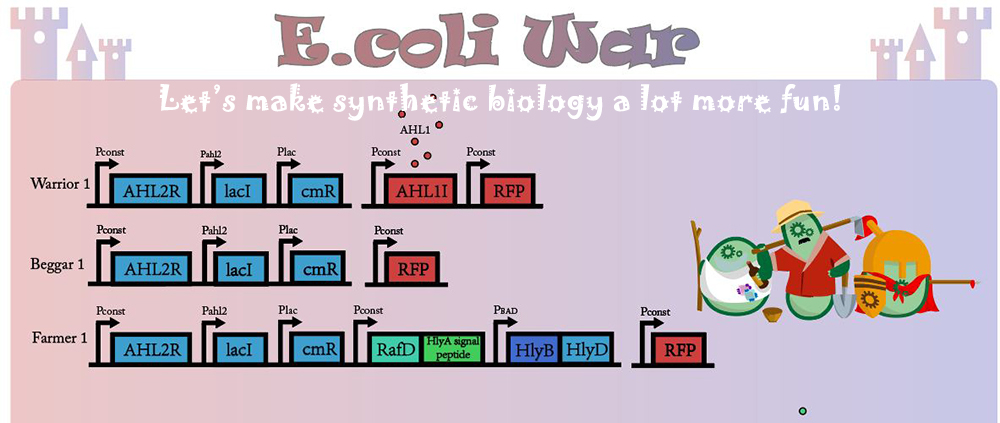 E.coli War
Let's make synthetic biology a lot more fun!
AHL1
Pconst Pahl2 Plac Pconst Pconst
Warrior 1 AHL2R lacI cmR AHL1I RFP
Pconst Pahl2 Plac Pconst
Beggar 1 AHL2R lacI cmR RFP
Pconst Pahl2 Plac Pconst PBAD Pconst
Farmer 1 AHL2R lacI cmR RafD HlyA signal peptide HlyB HlyD RFP